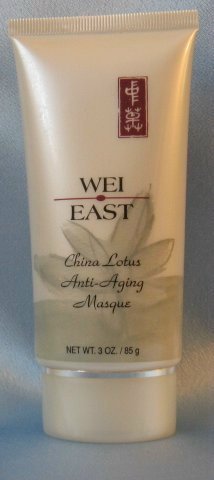 WEI
EAST
China Lotus
Anti-Aging
Masque
NET WT. 3 OZ. / 85 g